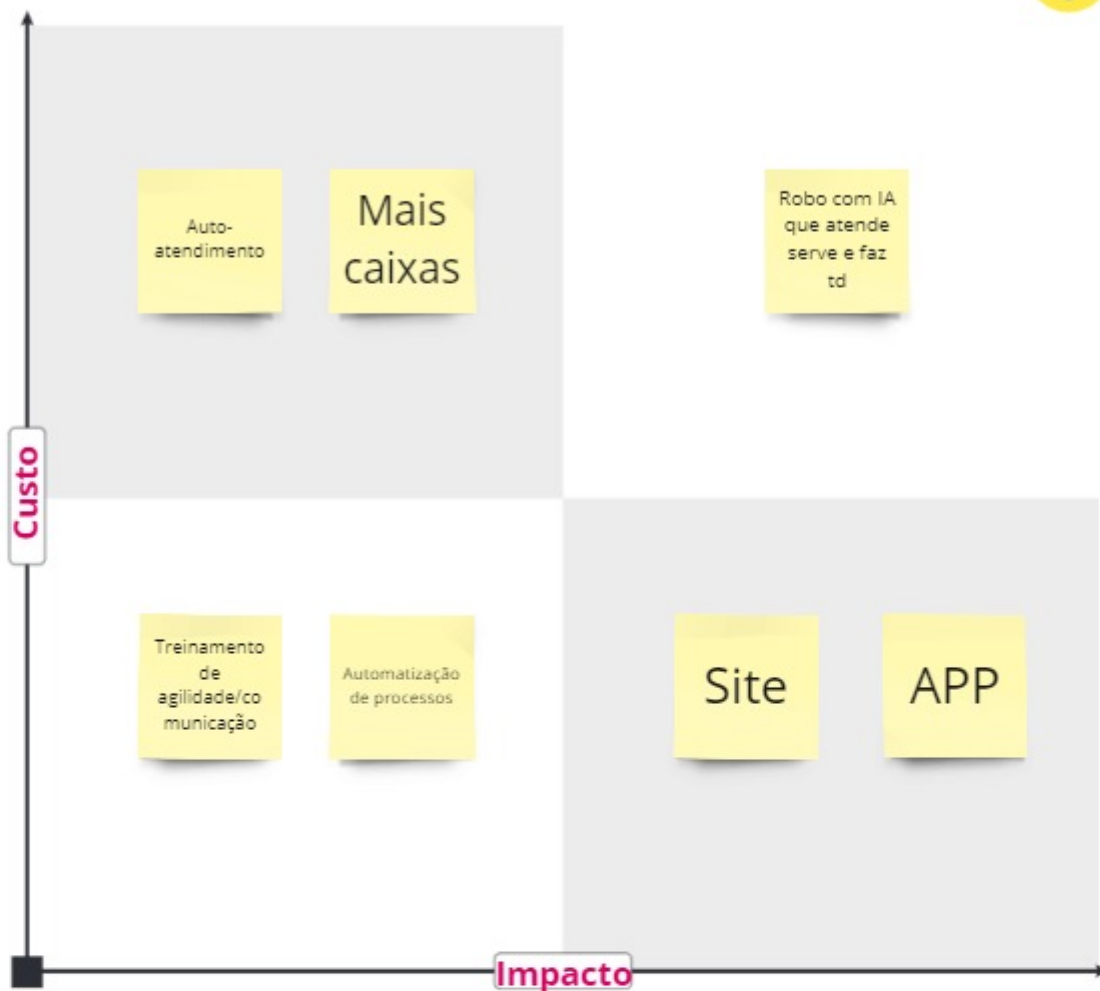 Auto-
atendimento
Mais
caixas
Robo com IA
que atende
serve e faz
td
Custo
Treinamento
de
agilidade/co
municação
Automatização
de processos
Site
APP
Impacto